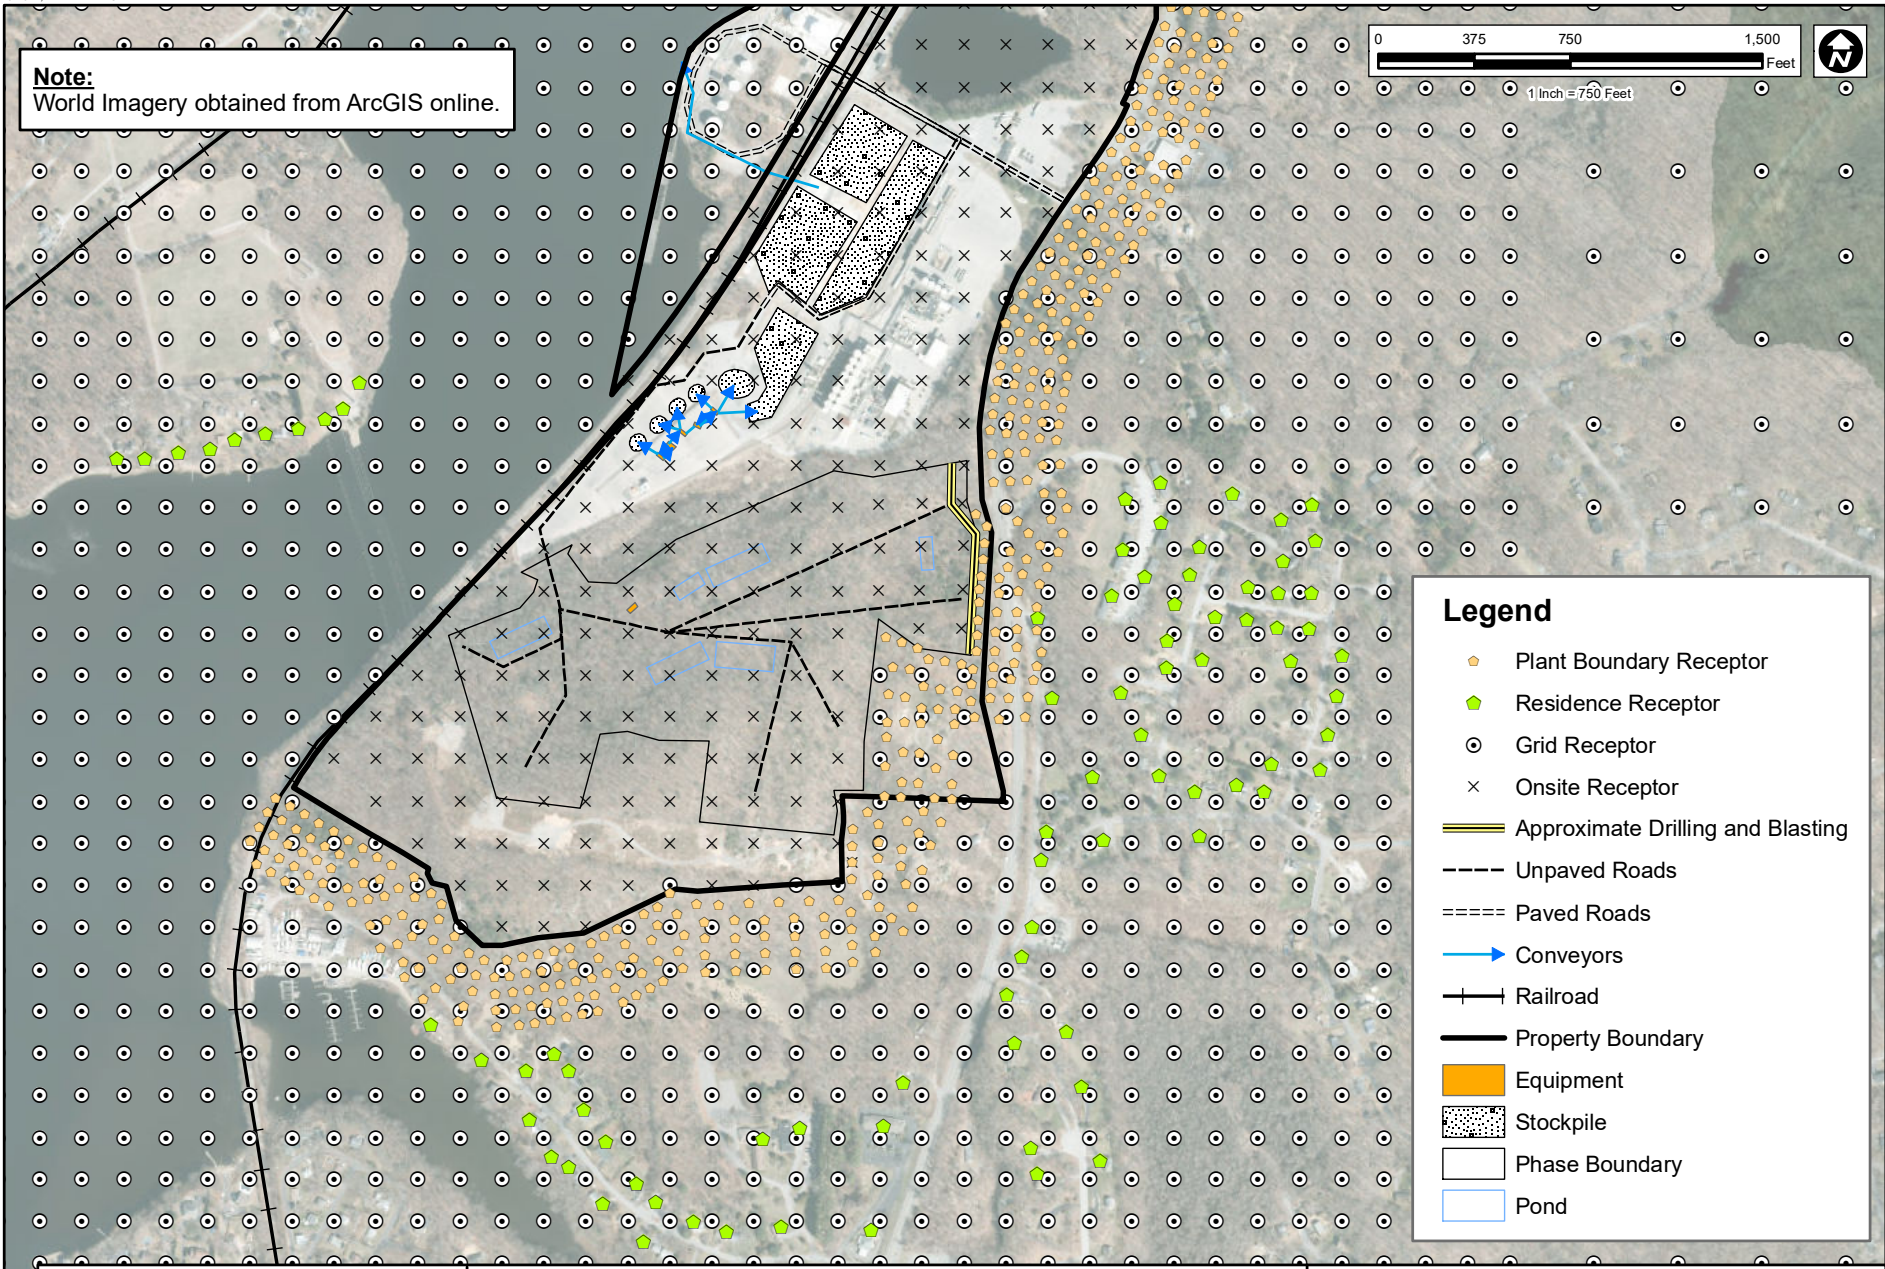 Note:
World Imagery obtained from ArcGIS online.
0 375 750 1,500
Feet
N
1 Inch = 750 Feet
Legend
Plant Boundary Receptor
Residence Receptor
Grid Receptor
Onsite Receptor
Approximate Drilling and Blasting
Unpaved Roads
Paved Roads
Conveyors
Railroad
Property Boundary
Equipment
Stockpile
Phase Boundary
Pond